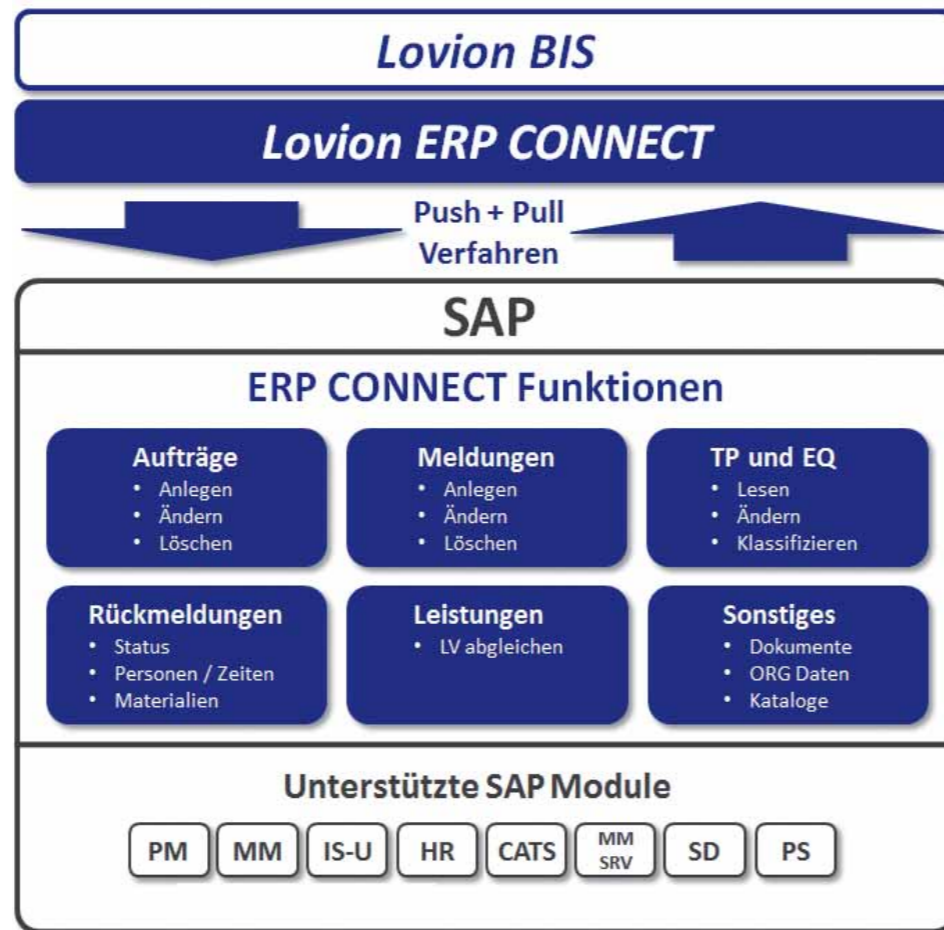 Lovion BIS
Lovion ERP CONNECT
Push + Pull
Verfahren
SAP
ERP CONNECT Funktionen
Aufträge
• Anlegen
• Ändern
• Löschen
Meldungen
• Anlegen
• Ändern
• Löschen
TP und EQ
• Lesen
• Ändern
• Klassifizieren
Rückmeldungen
• Status
• Personen / Zeiten
• Materialien
Leistungen
• LV abgleichen
Sonstiges
• Dokumente
• ORG Daten
• Kataloge
Unterstützte SAP Module
PM
MM
IS-U
HR
CATS
MM
SRV
SD
PS